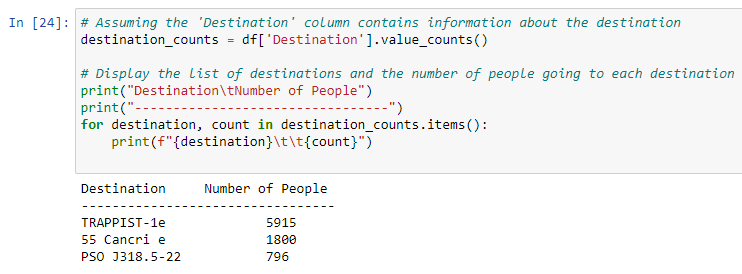 In [24]: # Assuming the 'Destination' column contains information about the destination
destination_counts = df['Destination'].value_counts()
# Display the list of destinations and the number of people going to each destination
print("Destination\tNumber of People")
print("---------------------------------")
for destination, count in destination_counts.items():
    print(f"{destination}\t\t{count}")
Destination     Number of People
---------------------------------
TRAPPIST-1e             5915
55 Cancri e             1800
PSO J318.5-22           796